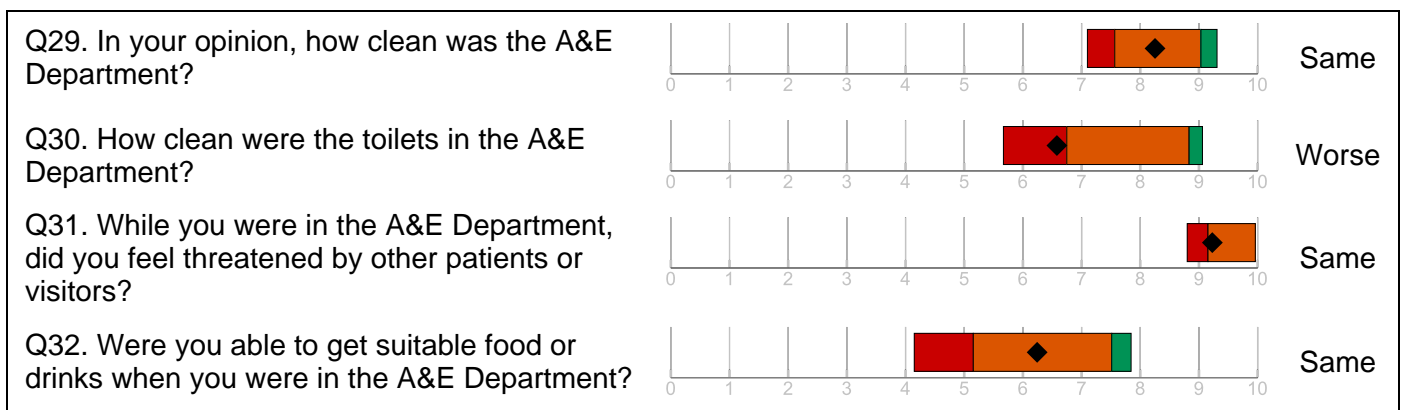 Q29. In your opinion, how clean was the A&E
Department?
0 1 2 3 4 5 6 7 8 9 10
Same
Q30. How clean were the toilets in the A&E
Department?
0 1 2 3 4 5 6 7 8 9 10
Worse
Q31. While you were in the A&E Department,
did you feel threatened by other patients or
visitors?
0 1 2 3 4 5 6 7 8 9 10
Same
Q32. Were you able to get suitable food or
drinks when you were in the A&E Department?
0 1 2 3 4 5 6 7 8 9 10
Same